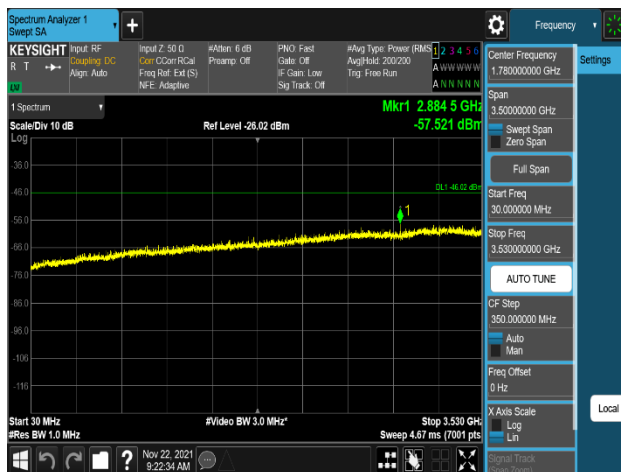 Spectrum Analyzer 1
Swept SA
+
Frequency
KEYSIGHT
R T
Input: RF
Coupling: DC
Align: Auto
Input Z: 50 Ω
Corr CCorr RCal
Freq Ref: Ext (S)
NFE: Adaptive
#Atten: 6 dB
Preamp: Off
PNO: Fast
Gate: Off
IF Gain: Low
Sig Track: Off
#Avg Type: Power (RMS
Avg|Hold: 200/200
Trig: Free Run
1 2 3 4 5 6
A W W W W W
A N N N N N
1 Spectrum
Scale/Div 10 dB
Log
Ref Level -26.02 dBm
Mkr1 2.884 5 GHz
-57.521 dBm
-36.0
-46.0
-56.0
-66.0
-76.0
-86.0
-96.0
-106
-116
DL1 -46.02 dBm
1
Start 30 MHz
#Res BW 1.0 MHz
#Video BW 3.0 MHz*
Stop 3.530 GHz
Sweep 4.67 ms (7001 pts)
Nov 22, 2021
9:22:34 AM
Center Frequency
1.780000000 GHz
Settings
Span
3.50000000 GHz
Swept Span
Zero Span
Full Span
Start Freq
30.000000 MHz
Stop Freq
3.530000000 GHz
AUTO TUNE
CF Step
350.000000 MHz
Auto
Man
Freq Offset
0 Hz
X Axis Scale
Log
Lin
Local
Signal Track
(Span Zoom)